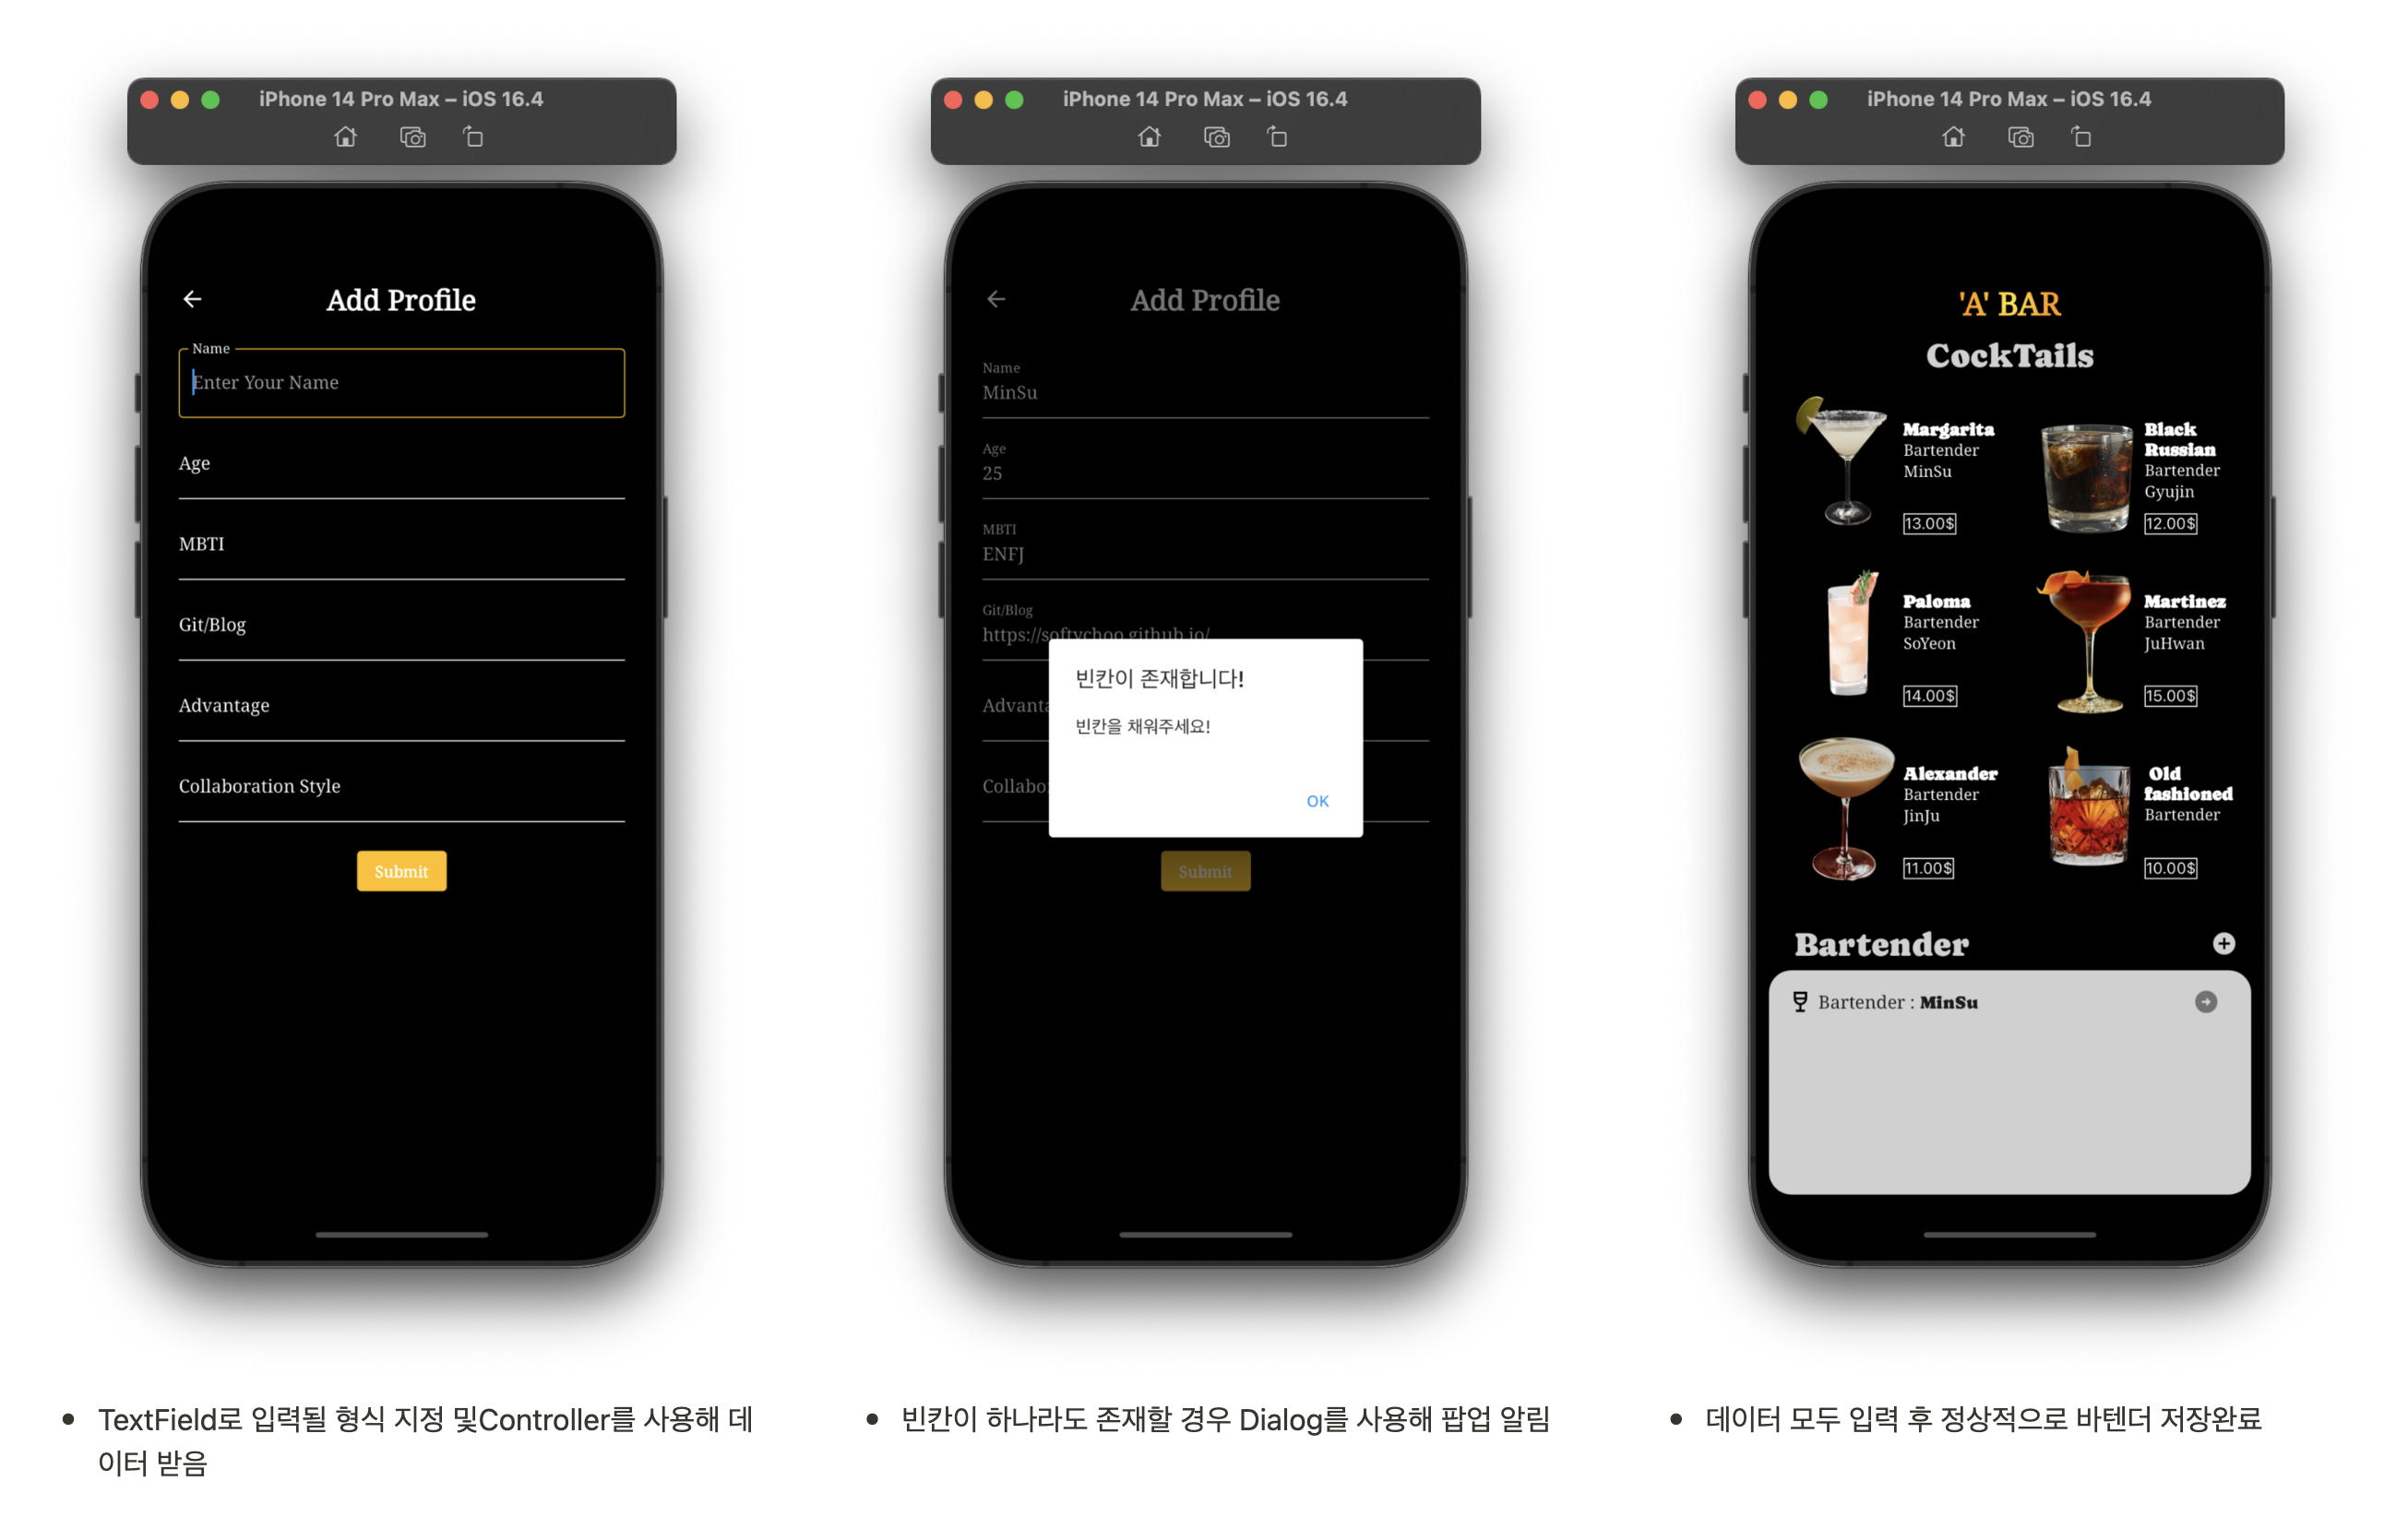 iPhone 14 Pro Max – iOS 16.4
Add Profile
Name
Enter Your Name
Age
MBTI
Git/Blog
Advantage
Collaboration Style
Submit
• TextField로 입력될 형식 지정 및Controller를 사용해 데
이터 받음
iPhone 14 Pro Max – iOS 16.4
Add Profile
Name
MinSu
Age
25
MBTI
ENFJ
Git/Blog
https://softychoo.github.io/
빈칸이 존재합니다!
빈칸을 채워주세요!
OK
Advanta
Collabo
Submit
• 빈칸이 하나라도 존재할 경우 Dialog를 사용해 팝업 알림
iPhone 14 Pro Max – iOS 16.4
'A' BAR
CockTails
Margarita
Bartender
MinSu
13.00$
Black
Russian
Bartender
Gyujin
12.00$
Paloma
Bartender
SoYeon
14.00$
Martinez
Bartender
JuHwan
15.00$
Alexander
Bartender
JinJu
11.00$
Old
fashioned
Bartender
10.00$
Bartender
Bartender : MinSu
• 데이터 모두 입력 후 정상적으로 바텐더 저장완료